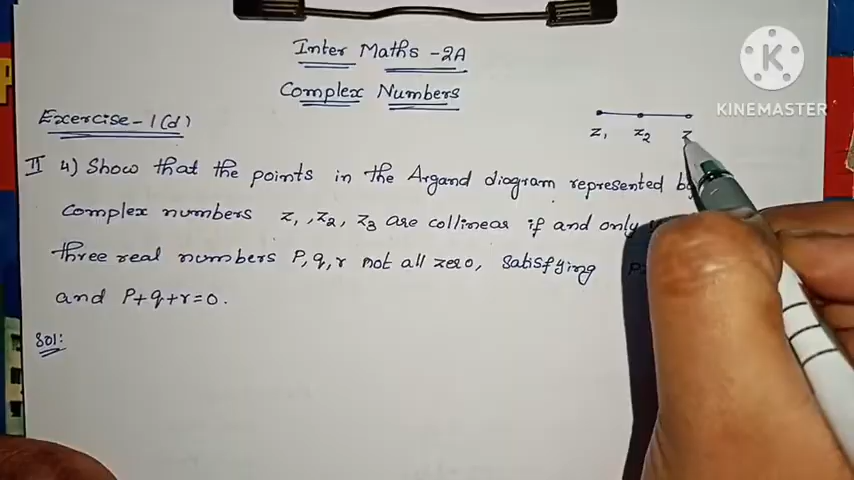 Inter Maths -2A
Complex Numbers
KINEMASTER
Exercise-1(d)
z₁ z₂ z
II 4) Show that the points in the Argand diagram represented by
complex numbers z₁, z₂, z₃ are collinear if and only
three real numbers P, q, r not all zero, satisfying
and P+q+r=0.
Sol: